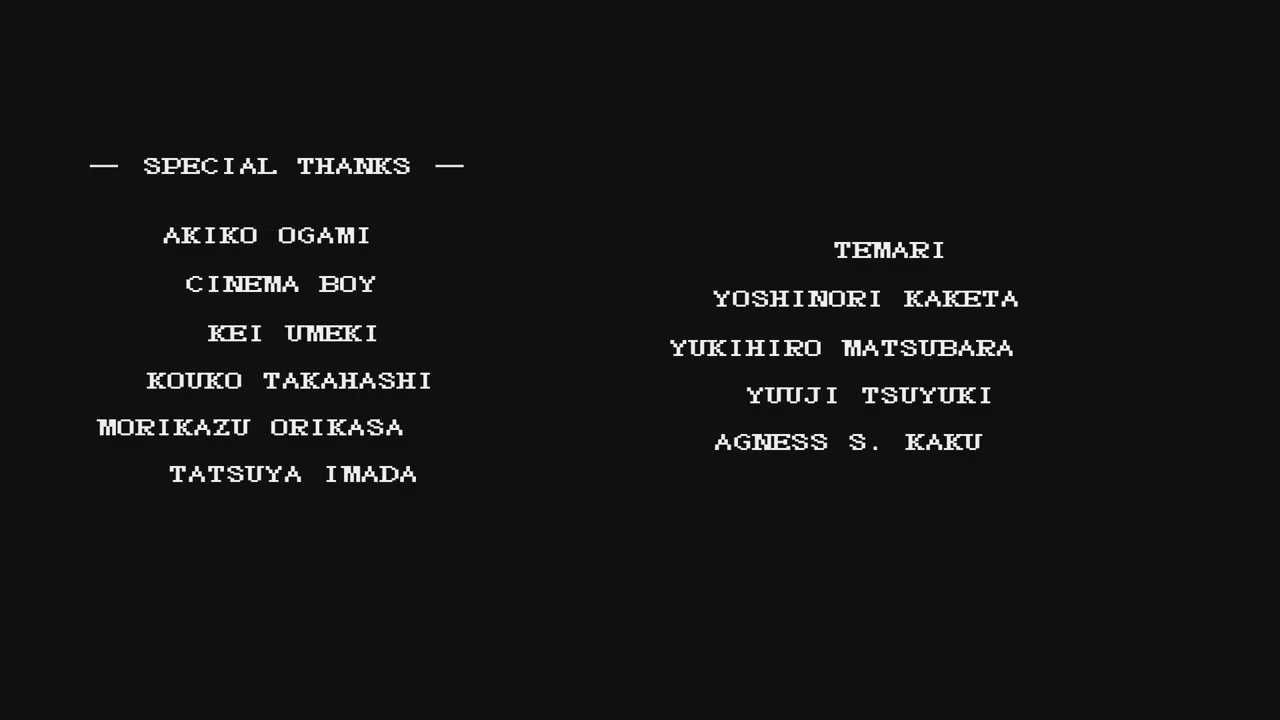 — SPECIAL THANKS —
AKIKO OGAMI
CINEMA BOY
KEI UMEKI
KOUKO TAKAHASHI
MORIKAZU ORIKASA
TATSUYA IMADA
TEMARI
YOSHINORI KAKETA
YUKIHIRO MATSUBARA
YUUJI TSUYUKI
AGNESS S. KAKU